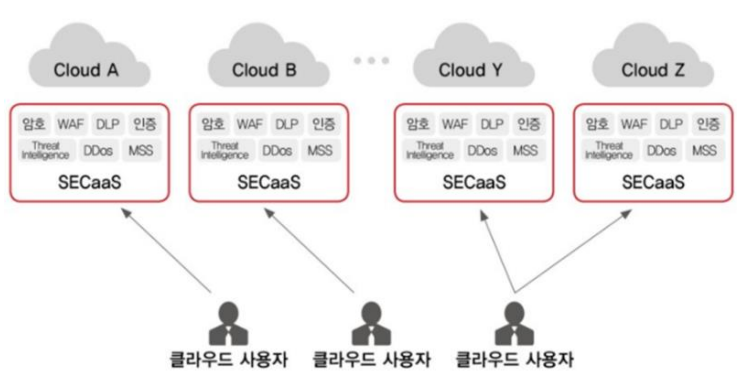 Cloud A
Cloud B
Cloud Y
Cloud Z
암호 WAF DLP 인증
Threat
Intelligence DDos MSS
SECaaS
암호 WAF DLP 인증
Threat
Intelligence DDos MSS
SECaaS
암호 WAF DLP 인증
Threat
Intelligence DDos MSS
SECaaS
암호 WAF DLP 인증
Threat
Intelligence DDos MSS
SECaaS
클라우드 사용자
클라우드 사용자
클라우드 사용자